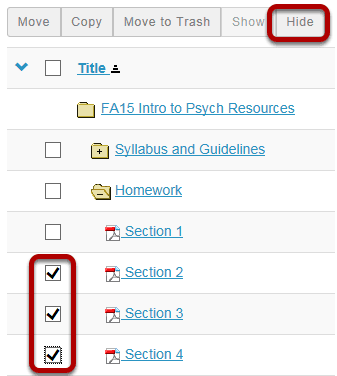 Move Copy Move to Trash Show Hide
Title
FA15 Intro to Psych Resources
Syllabus and Guidelines
Homework
Section 1
Section 2
Section 3
Section 4